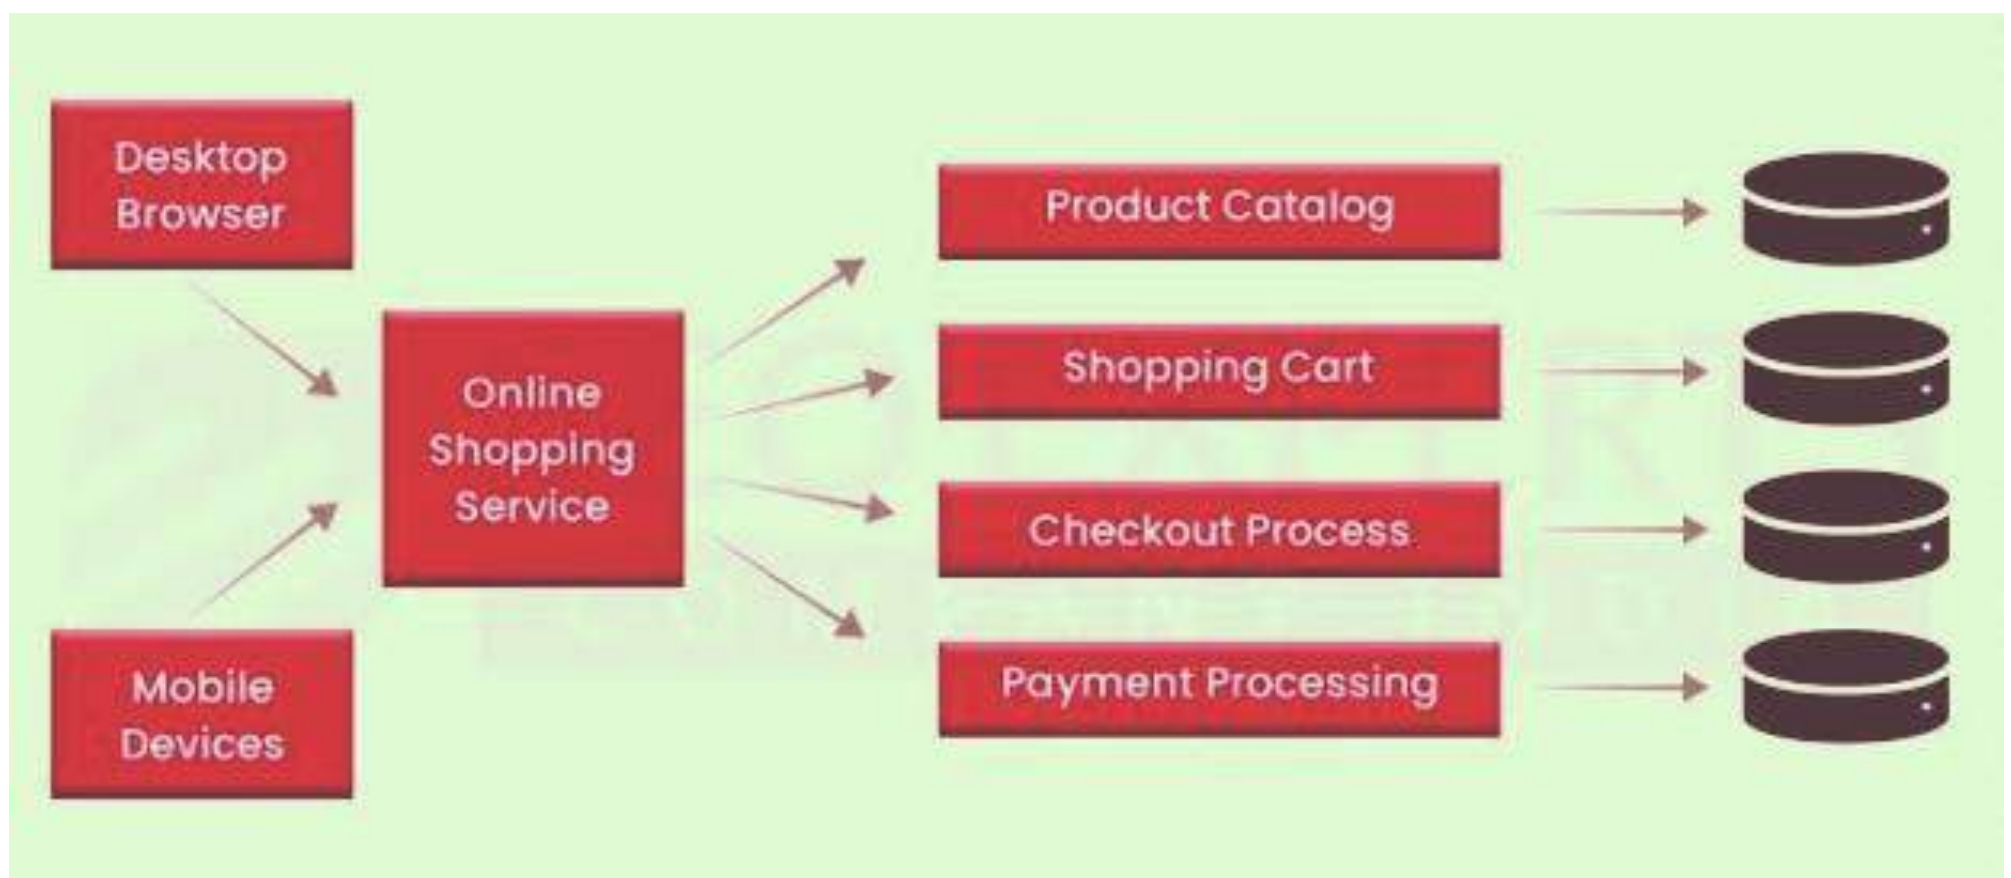 Desktop
Browser
Online
Shopping
Service
Mobile
Devices
Product Catalog
Shopping Cart
Checkout Process
Payment Processing